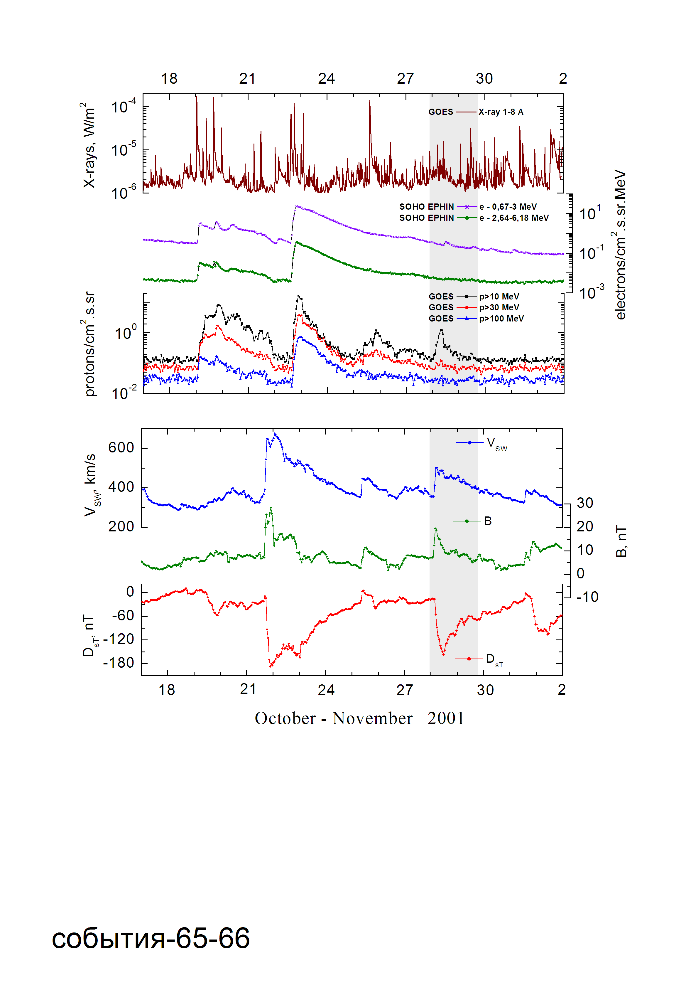 18 21 24 27 30 2
X-rays, W/m²
10⁻⁴
10⁻⁵
10⁻⁶
GOES X-ray 1-8 A
SOHO EPHIN e - 0,67-3 MeV
SOHO EPHIN e - 2,64-6,18 MeV
10¹
10⁻¹
10⁻³
electrons/cm².s.sr.MeV
protons/cm².s.sr
10⁰
10⁻²
GOES p>10 MeV
GOES p>30 MeV
GOES p>100 MeV
V_SW, km/s
600
400
200
V_SW
B
30
20
10
0
-10
B, nT
D_sT, nT
0
-60
-120
-180
D_sT
18 21 24 27 30 2
October - November 2001
события-65-66